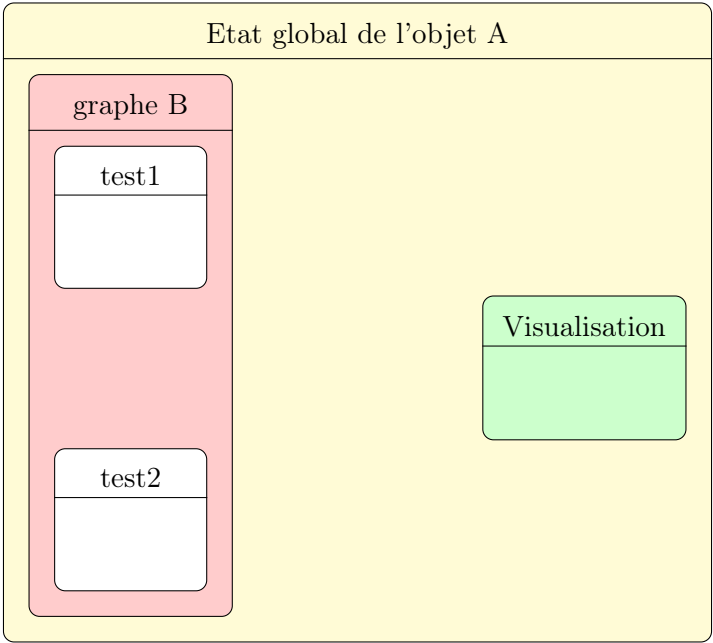 Etat global de l'objet A
graphe B
test1
Visualisation
test2